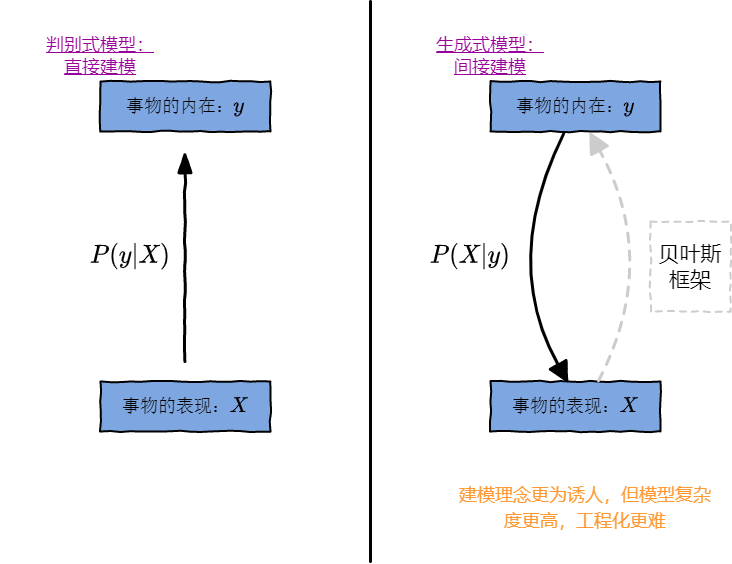 判别式模型：
直接建模
事物的内在：y
P(y|X)
事物的表现：X
生成式模型：
间接建模
事物的内在：y
P(X|y)
贝叶斯
框架
事物的表现：X
建模理念更为诱人，但模型复杂
度更高，工程化更难